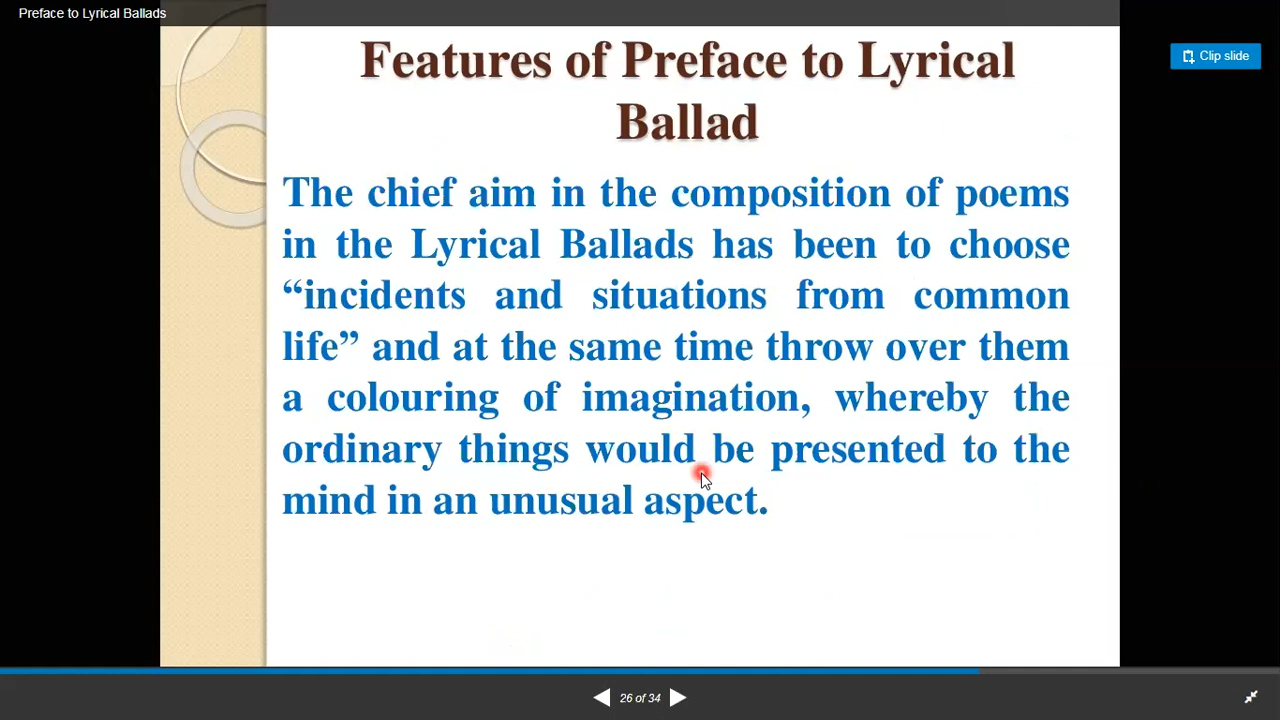 Preface to Lyrical Ballads
Clip slide
Features of Preface to Lyrical
Ballad
The chief aim in the composition of poems
in the Lyrical Ballads has been to choose
“incidents and situations from common
life” and at the same time throw over them
a colouring of imagination, whereby the
ordinary things would be presented to the
mind in an unusual aspect.
26 of 34